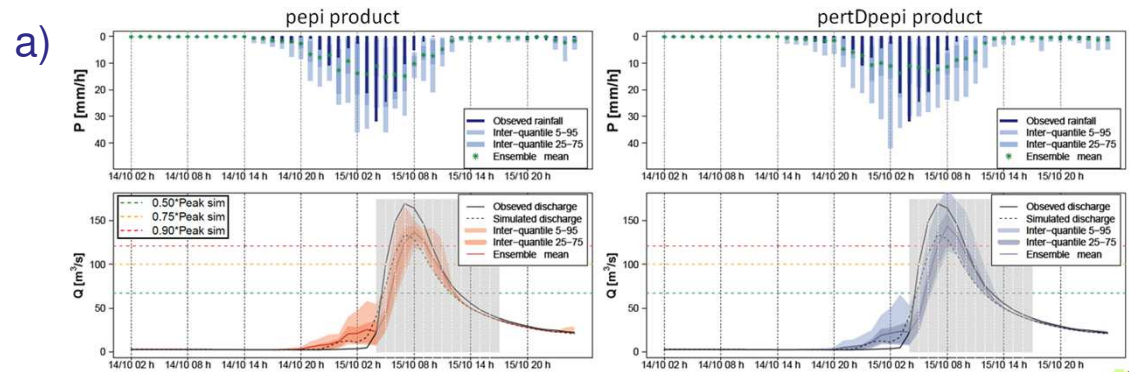 a)
pepi product
pertDpepi product
P [mm/h]
0
10
20
30
40
Obseved rainfall
Inter-quantile 5–95
Inter-quantile 25–75
Ensemble mean
14/10 02 h 14/10 08 h 14/10 14 h 14/10 20 h 15/10 02 h 15/10 08 h 15/10 14 h 15/10 20 h
P [mm/h]
0
10
20
30
40
Obseved rainfall
Inter-quantile 5–95
Inter-quantile 25–75
Ensemble mean
14/10 02 h 14/10 08 h 14/10 14 h 14/10 20 h 15/10 02 h 15/10 08 h 15/10 14 h 15/10 20 h
Q [m³/s]
150
100
50
0
0.50*Peak sim
0.75*Peak sim
0.90*Peak sim
Obseved discharge
Simulated discharge
Inter-quantile 5–95
Inter-quantile 25–75
Ensemble mean
14/10 02 h 14/10 08 h 14/10 14 h 14/10 20 h 15/10 02 h 15/10 08 h 15/10 14 h 15/10 20 h
Q [m³/s]
150
100
50
0
Obseved discharge
Simulated discharge
Inter-quantile 5–95
Inter-quantile 25–75
Ensemble mean
14/10 02 h 14/10 08 h 14/10 14 h 14/10 20 h 15/10 02 h 15/10 08 h 15/10 14 h 15/10 20 h